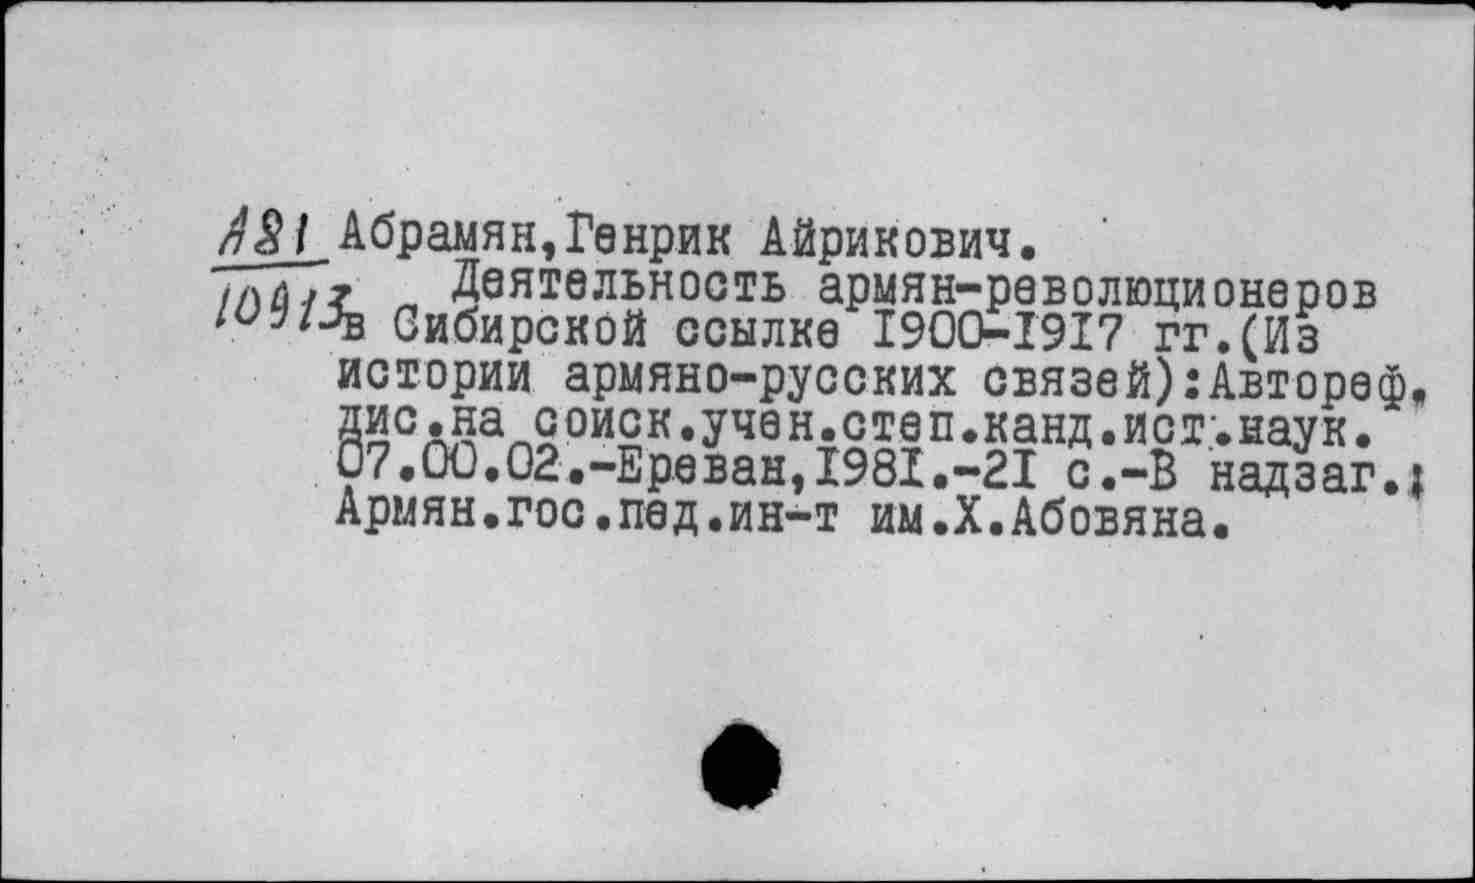 А81 Абрамян,Генрик Айрикович.
10913 Деятельность армян-революционеров
в Сибирской ссылке 1900-1917 гг.(Из
истории армяно-русских связей):Автореф.
дис.на соиск.учен.степ.канд.ист.наук.
07.00.02.-Ереван,1981.-21 с.-В надзаг.:
Армян.гос.пед.ин-т им.Х.Абовяна.